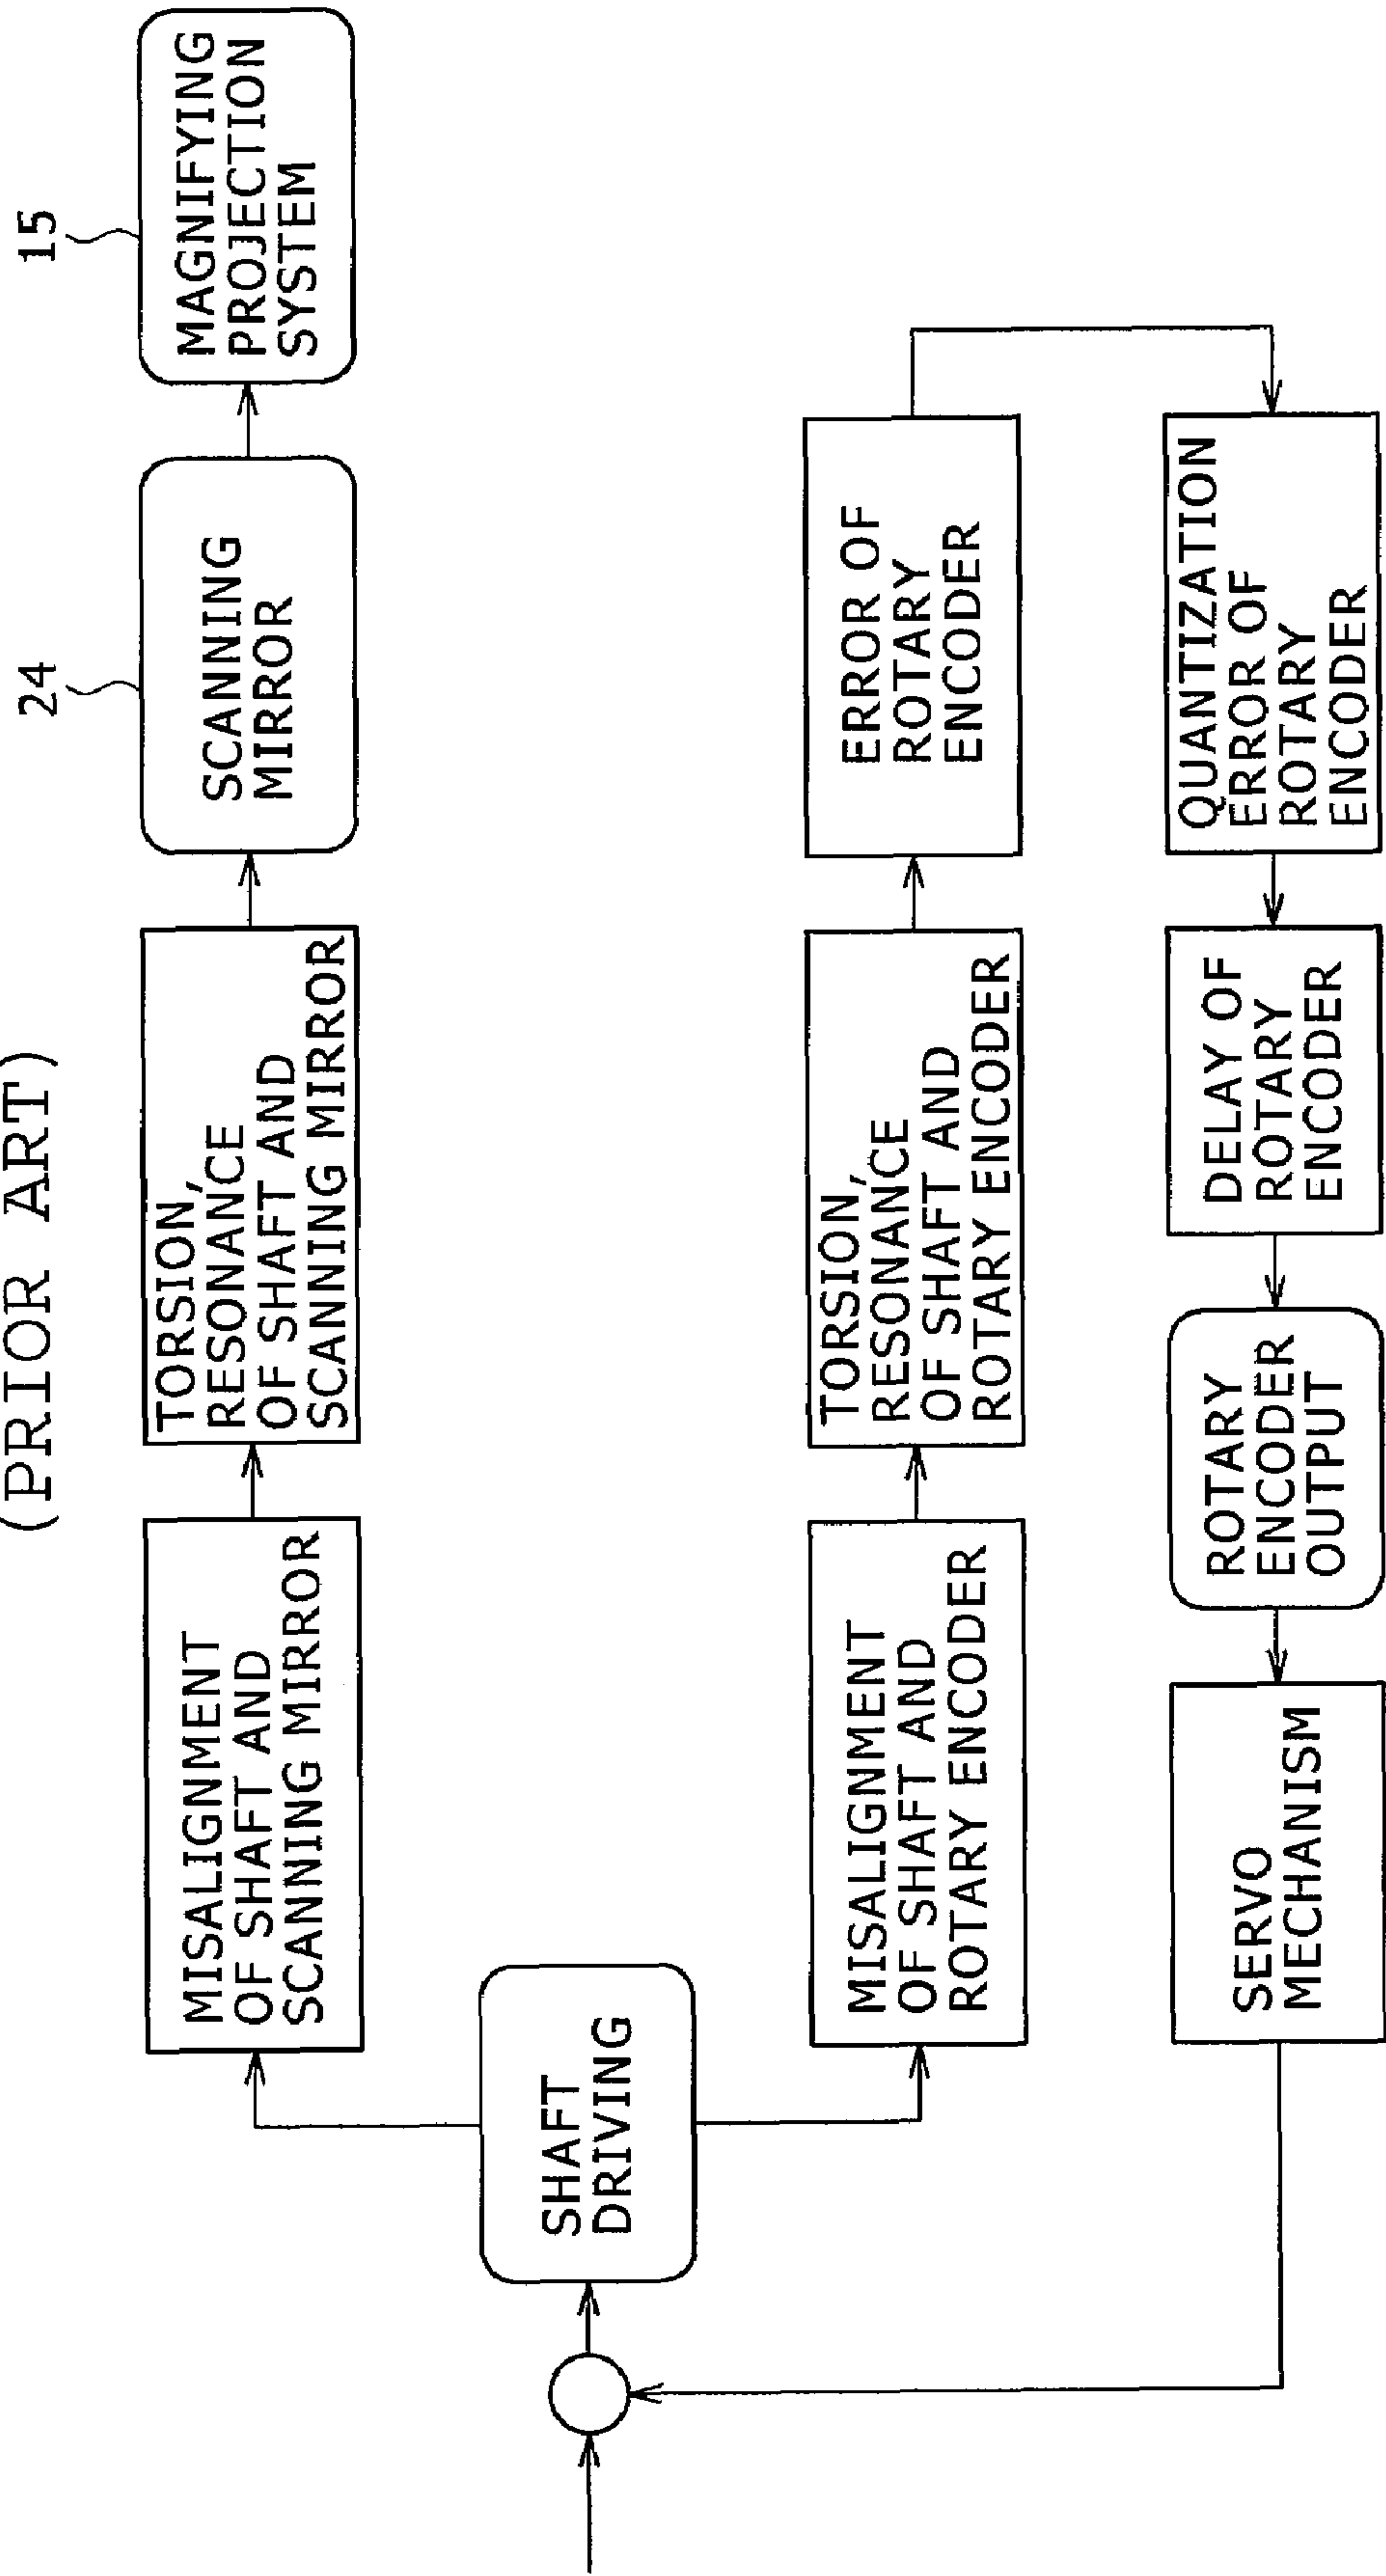 (PRIOR ART)
15
MAGNIFYING
PROJECTION
SYSTEM
24
SCANNING
MIRROR
TORSION,
RESONANCE
OF SHAFT AND
SCANNING MIRROR
MISALIGNMENT
OF SHAFT AND
SCANNING MIRROR
SHAFT
DRIVING
MISALIGNMENT
OF SHAFT AND
ROTARY ENCODER
TORSION,
RESONANCE
OF SHAFT AND
ROTARY ENCODER
ERROR OF
ROTARY
ENCODER
QUANTIZATION
ERROR OF
ROTARY
ENCODER
DELAY OF
ROTARY
ENCODER
ROTARY
ENCODER
OUTPUT
SERVO
MECHANISM